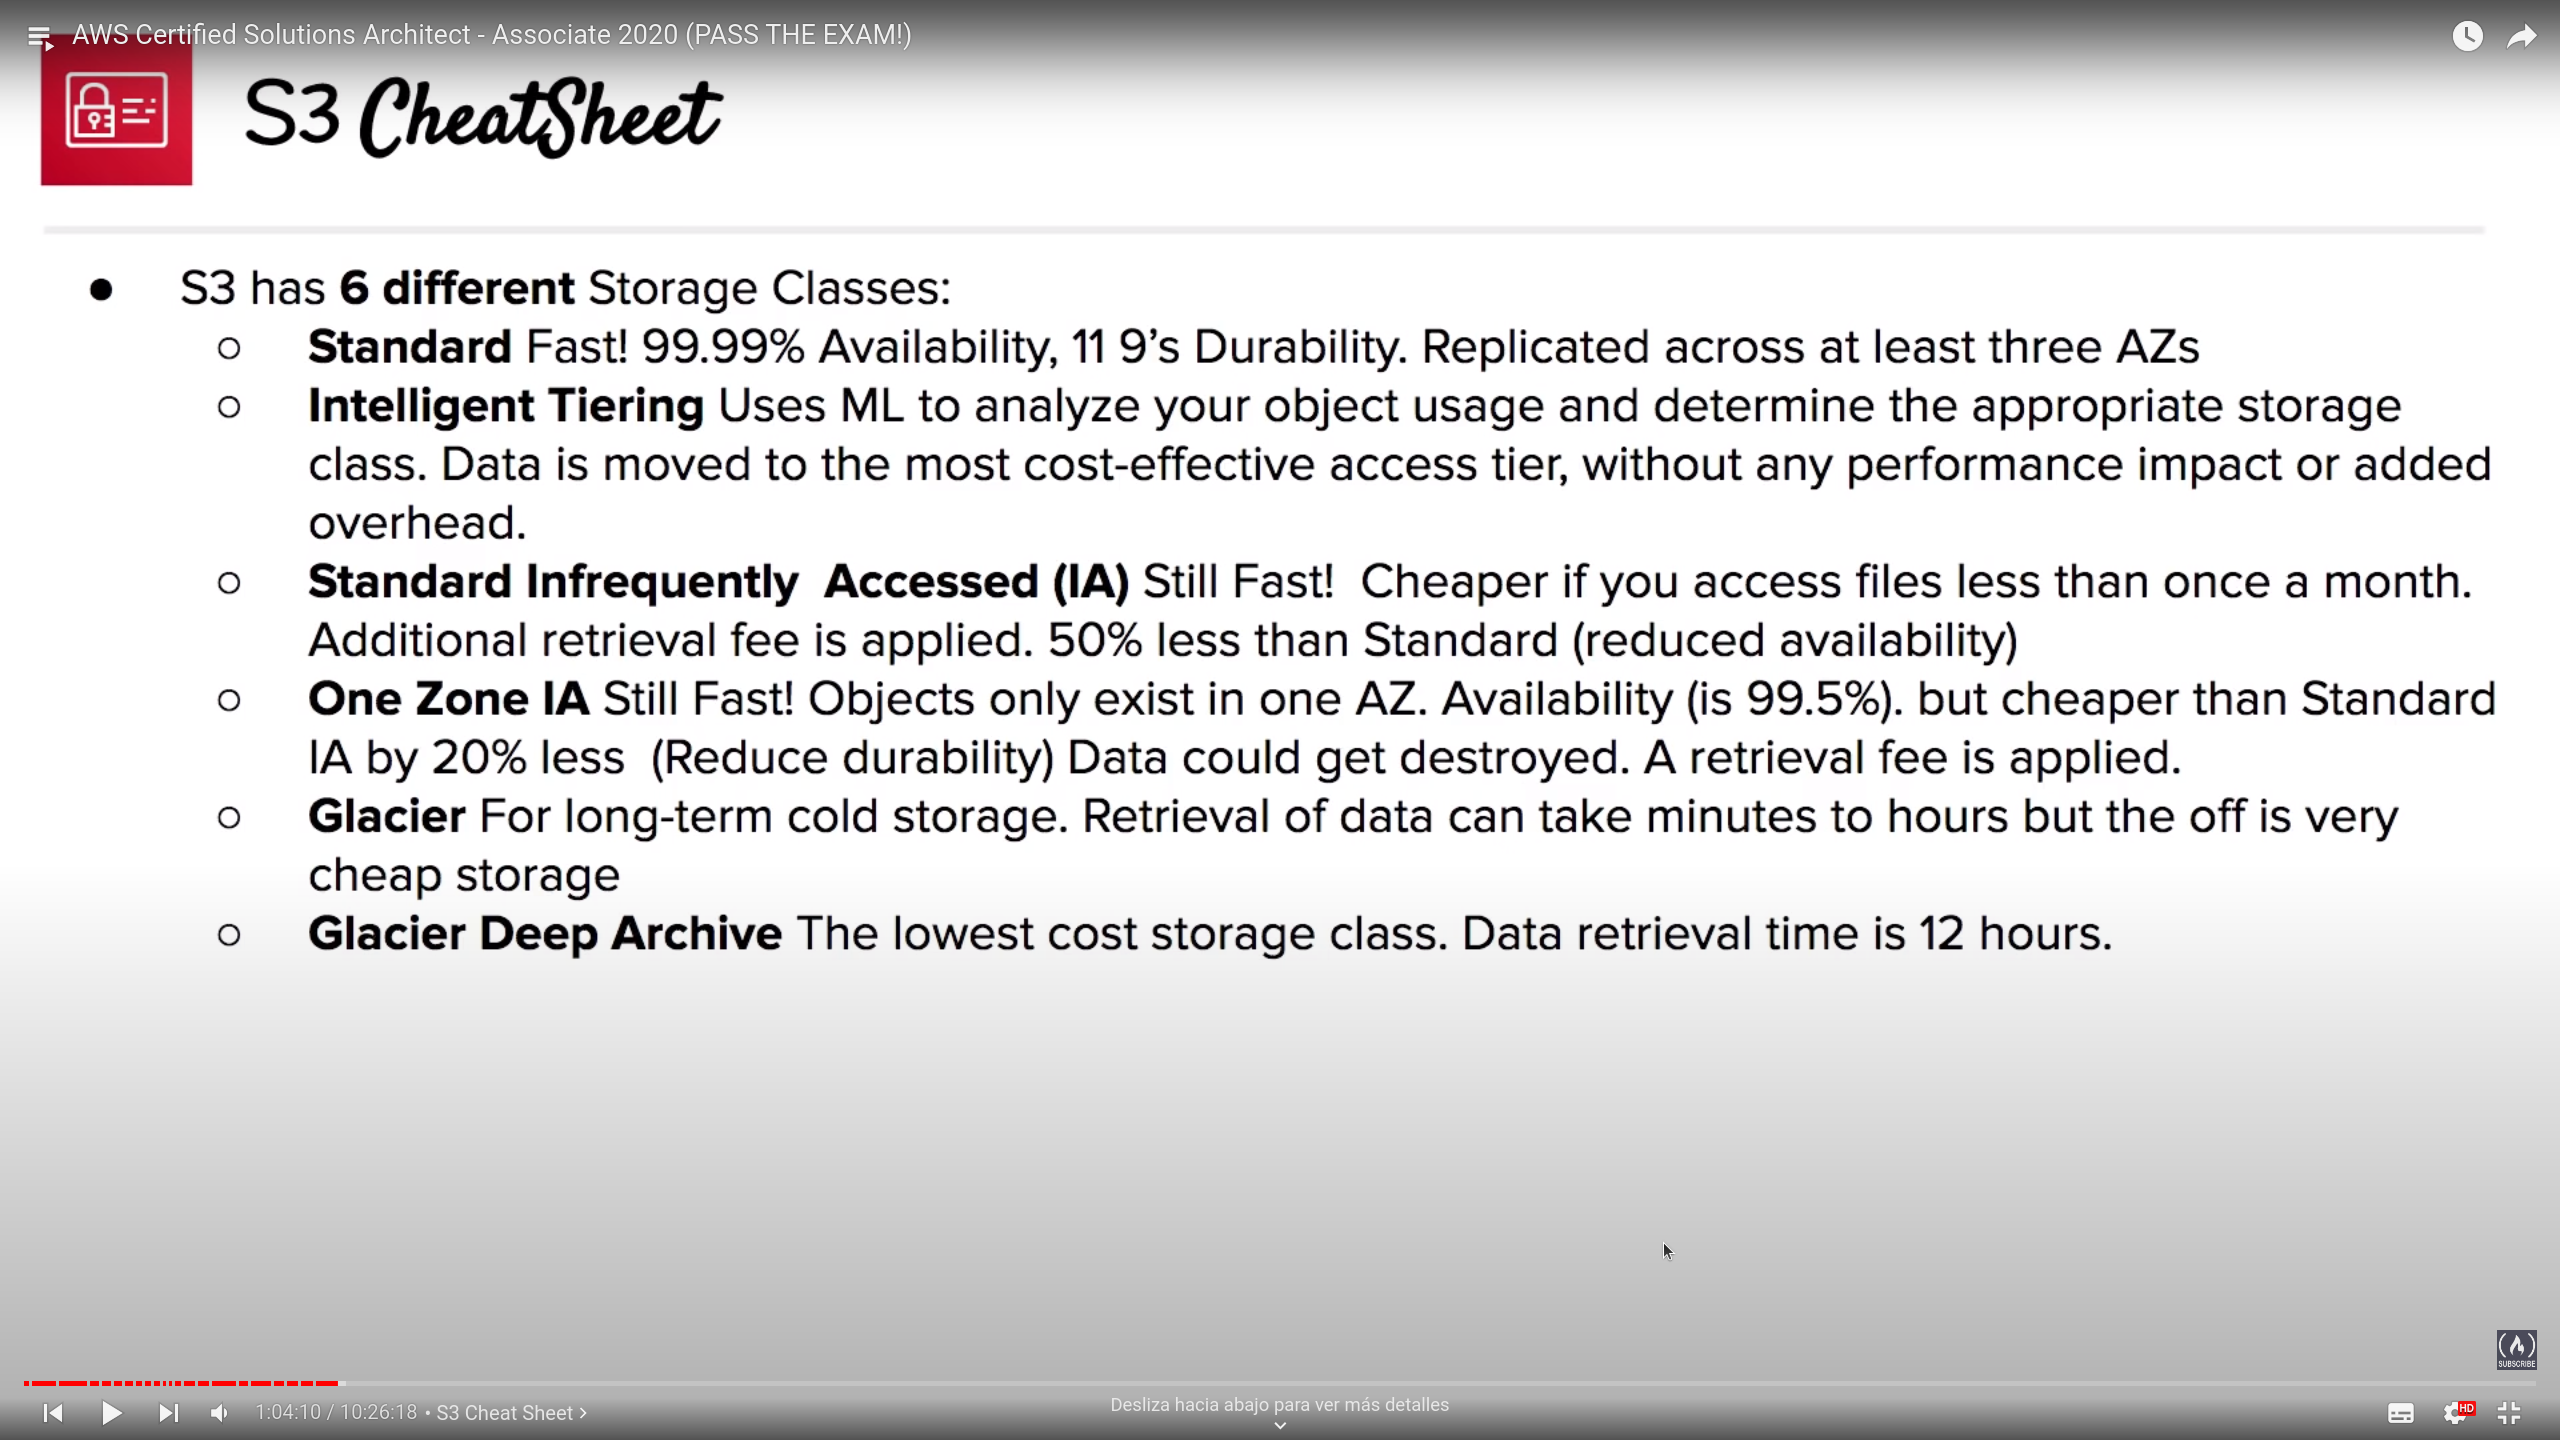 AWS Certified Solutions Architect - Associate 2020 (PASS THE EXAM!)
S3 CheatSheet
● S3 has 6 different Storage Classes:
○ Standard Fast! 99.99% Availability, 11 9’s Durability. Replicated across at least three AZs
○ Intelligent Tiering Uses ML to analyze your object usage and determine the appropriate storage
class. Data is moved to the most cost-effective access tier, without any performance impact or added
overhead.
○ Standard Infrequently  Accessed (IA) Still Fast!  Cheaper if you access files less than once a month.
Additional retrieval fee is applied. 50% less than Standard (reduced availability)
○ One Zone IA Still Fast! Objects only exist in one AZ. Availability (is 99.5%). but cheaper than Standard
IA by 20% less  (Reduce durability) Data could get destroyed. A retrieval fee is applied.
○ Glacier For long-term cold storage. Retrieval of data can take minutes to hours but the off is very
cheap storage
○ Glacier Deep Archive The lowest cost storage class. Data retrieval time is 12 hours.
SUBSCRIBE
1:04:10 / 10:26:18 • S3 Cheat Sheet >
Desliza hacia abajo para ver más detalles
HD